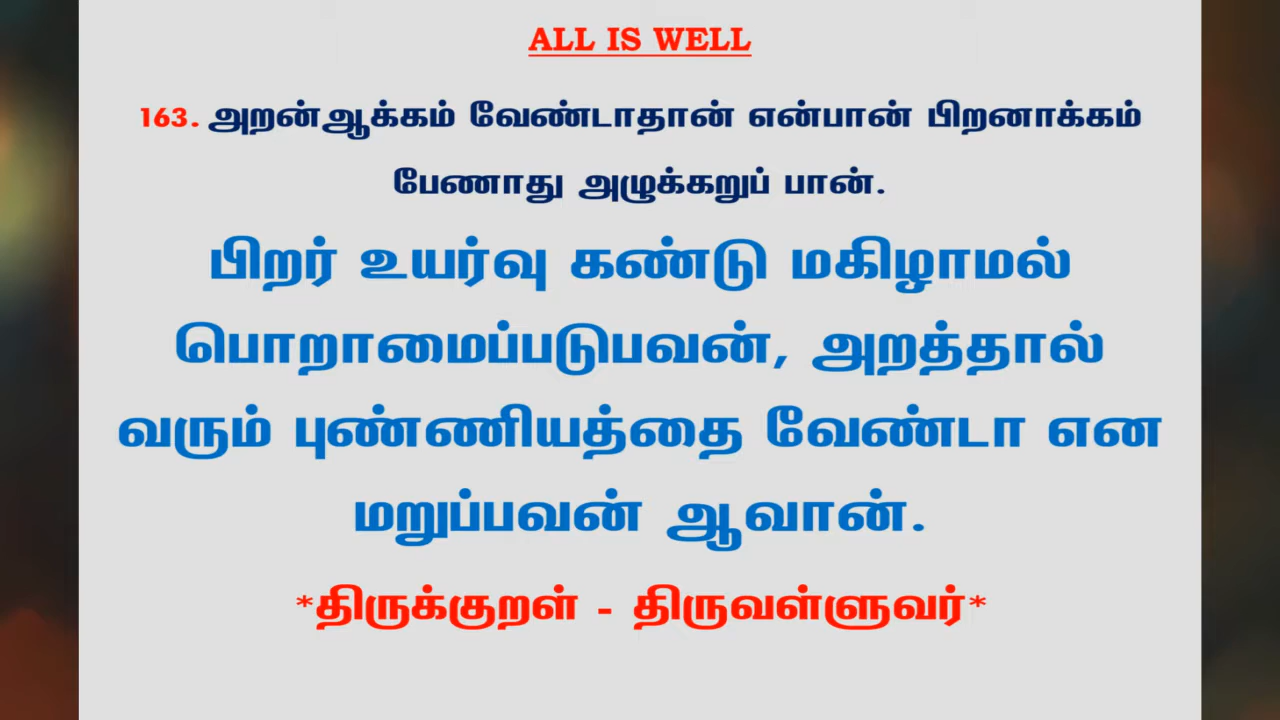 ALL IS WELL
163. அறன்ஆக்கம் வேண்டாதான் என்பான் பிறனாக்கம்
பேணாது அழுக்கறுப் பான்.
பிறர் உயர்வு கண்டு மகிழாமல்
பொறாமைப்படுபவன், அறத்தால்
வரும் புண்ணியத்தை வேண்டா என
மறுப்பவன் ஆவான்.
*திருக்குறள் - திருவள்ளுவர்*